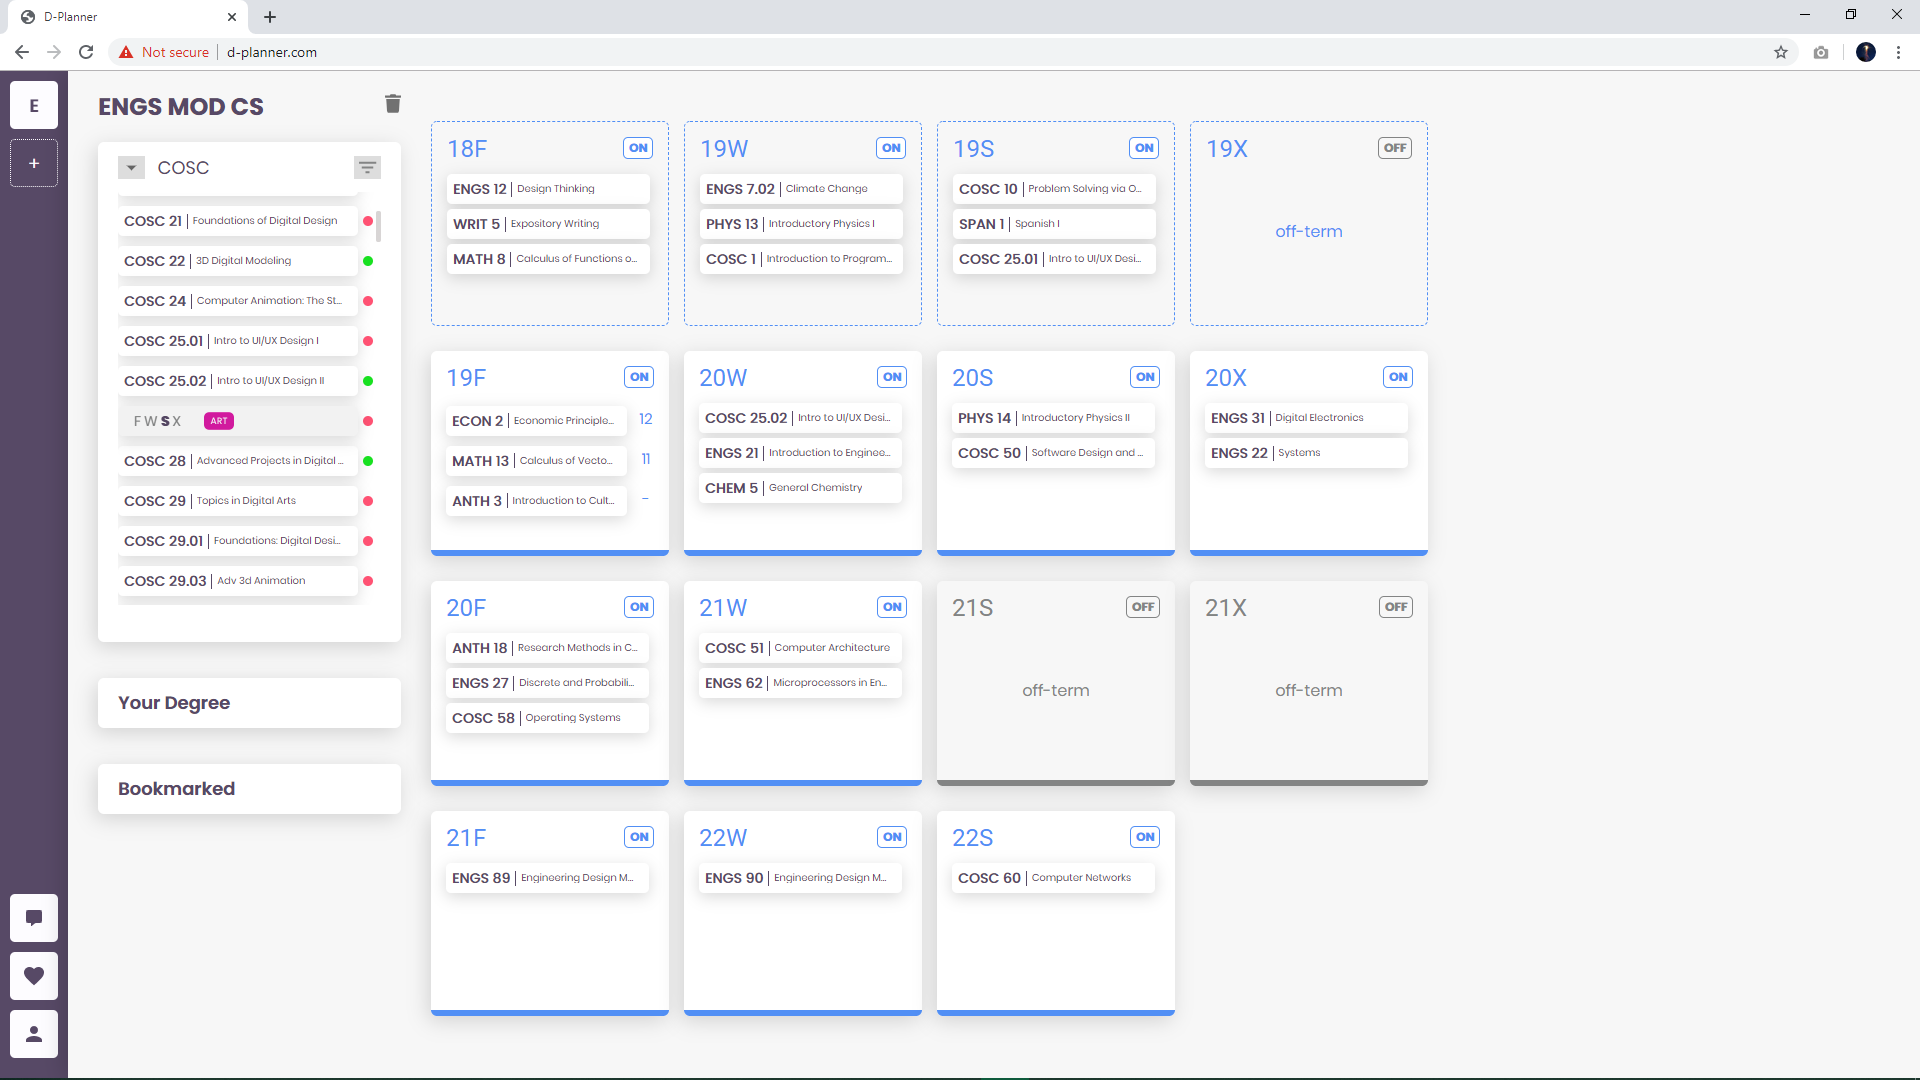 D-Planner
Not secure
d-planner.com
E
+
ENGS MOD CS
COSC
COSC 21 | Foundations of Digital Design
COSC 22 | 3D Digital Modeling
COSC 24 | Computer Animation: The St...
COSC 25.01 | Intro to UI/UX Design I
COSC 25.02 | Intro to UI/UX Design II
F W S X ART
COSC 28 | Advanced Projects in Digital ...
COSC 29 | Topics in Digital Arts
COSC 29.01 | Foundations: Digital Desi...
COSC 29.03 | Adv 3d Animation
Your Degree
Bookmarked
18F ON
ENGS 12 | Design Thinking
WRIT 5 | Expository Writing
MATH 8 | Calculus of Functions o...
19W ON
ENGS 7.02 | Climate Change
PHYS 13 | Introductory Physics I
COSC 1 | Introduction to Program...
19S ON
COSC 10 | Problem Solving via O...
SPAN 1 | Spanish I
COSC 25.01 | Intro to UI/UX Desi...
19X OFF
off-term
19F ON
ECON 2 | Economic Principle... 12
MATH 13 | Calculus of Vecto... 11
ANTH 3 | Introduction to Cult... -
20W ON
COSC 25.02 | Intro to UI/UX Desi...
ENGS 21 | Introduction to Enginee...
CHEM 5 | General Chemistry
20S ON
PHYS 14 | Introductory Physics II
COSC 50 | Software Design and ...
20X ON
ENGS 31 | Digital Electronics
ENGS 22 | Systems
20F ON
ANTH 18 | Research Methods in C...
ENGS 27 | Discrete and Probabili...
COSC 58 | Operating Systems
21W ON
COSC 51 | Computer Architecture
ENGS 62 | Microprocessors in En...
21S OFF
off-term
21X OFF
off-term
21F ON
ENGS 89 | Engineering Design M...
22W ON
ENGS 90 | Engineering Design M...
22S ON
COSC 60 | Computer Networks